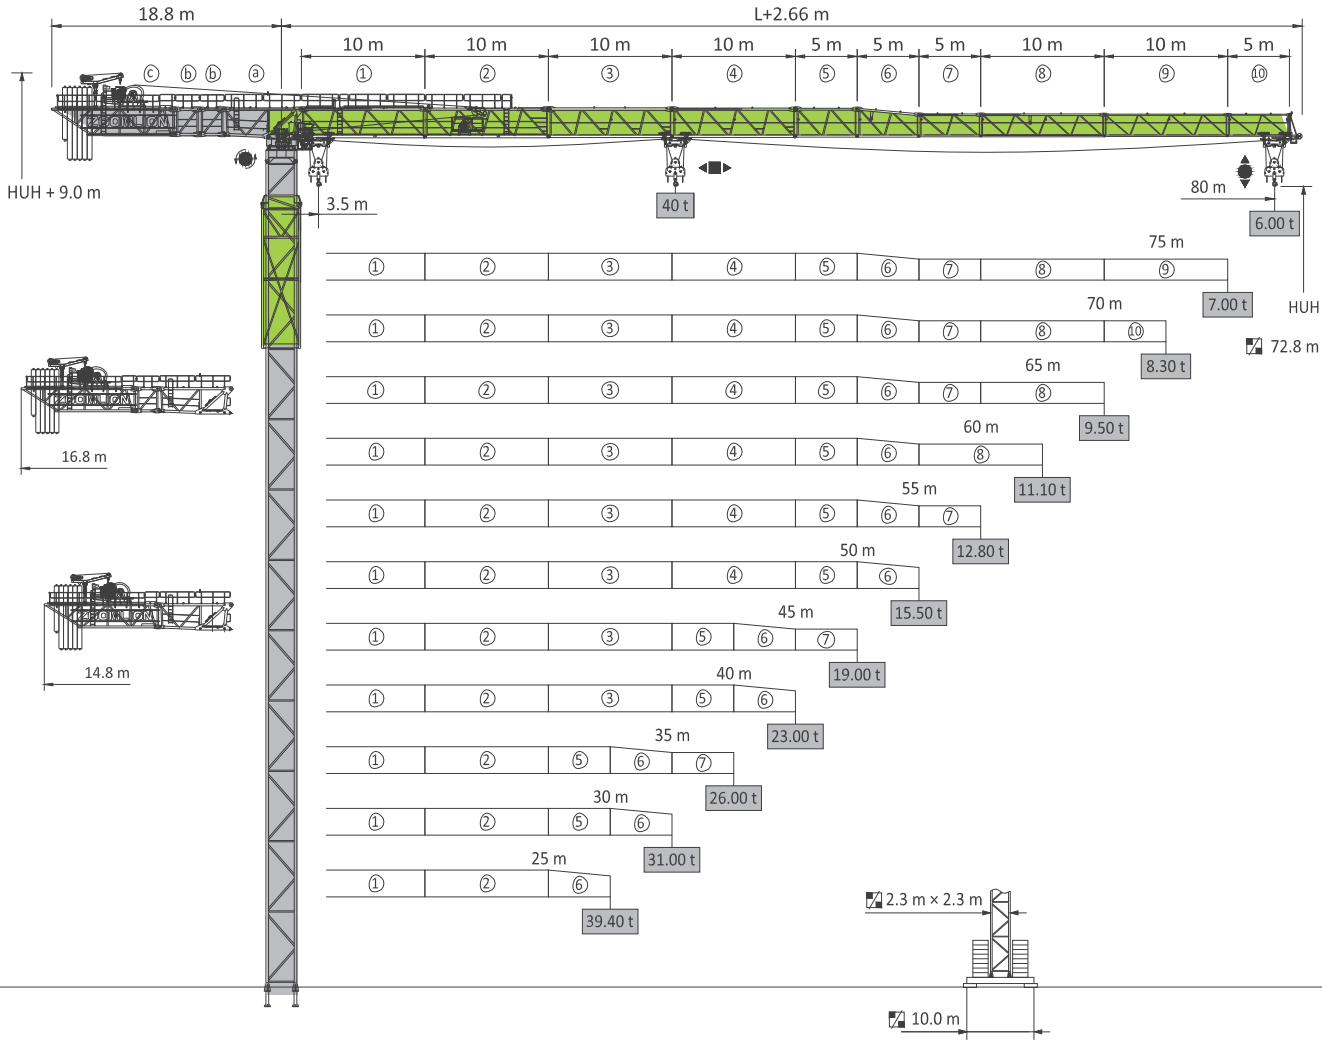 18.8 m
L+2.66 m
10 m 10 m 10 m 10 m 5 m 5 m 5 m 10 m 10 m 5 m
c b b a 1 2 3 4 5 6 7 8 9 10
ZOOMLION
HUH + 9.0 m
3.5 m
40 t
80 m
6.00 t
75 m
1 2 3 4 5 6 7 8 9
7.00 t
HUH
70 m
1 2 3 4 5 6 7 8 10
8.30 t
72.8 m
65 m
1 2 3 4 5 6 7 8
9.50 t
ZOOMLION
16.8 m
60 m
1 2 3 4 5 6 8
11.10 t
55 m
1 2 3 4 5 6 7
12.80 t
50 m
1 2 3 4 5 6
15.50 t
ZOOMLION
14.8 m
45 m
1 2 3 5 6 7
19.00 t
40 m
1 2 3 5 6
23.00 t
35 m
1 2 5 6 7
26.00 t
30 m
1 2 5 6
31.00 t
25 m
1 2 6
39.40 t
2.3 m × 2.3 m
10.0 m